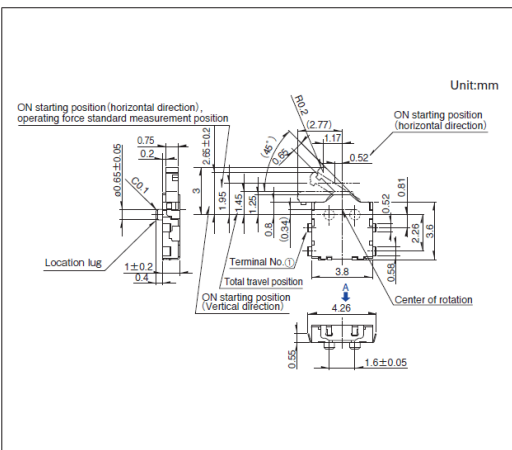 Unit:mm
ON starting position(horizontal direction),
operating force standard measurement position
ON starting position
(horizontal direction)
R0.2
(2.77)
1.17
0.52
(45°)
0.65
0.75
0.2
2.65±0.2
ø0.65±0.05
C0.1
3
1.95
1.45
1.25
0.8
(0.34)
0.52
0.81
2.26
3.6
0.58
Location lug
1±0.2
0.4
Terminal No.①
Total travel position
ON starting position
(Vertical direction)
3.8
A
Center of rotation
4.26
0.55
1.6±0.05